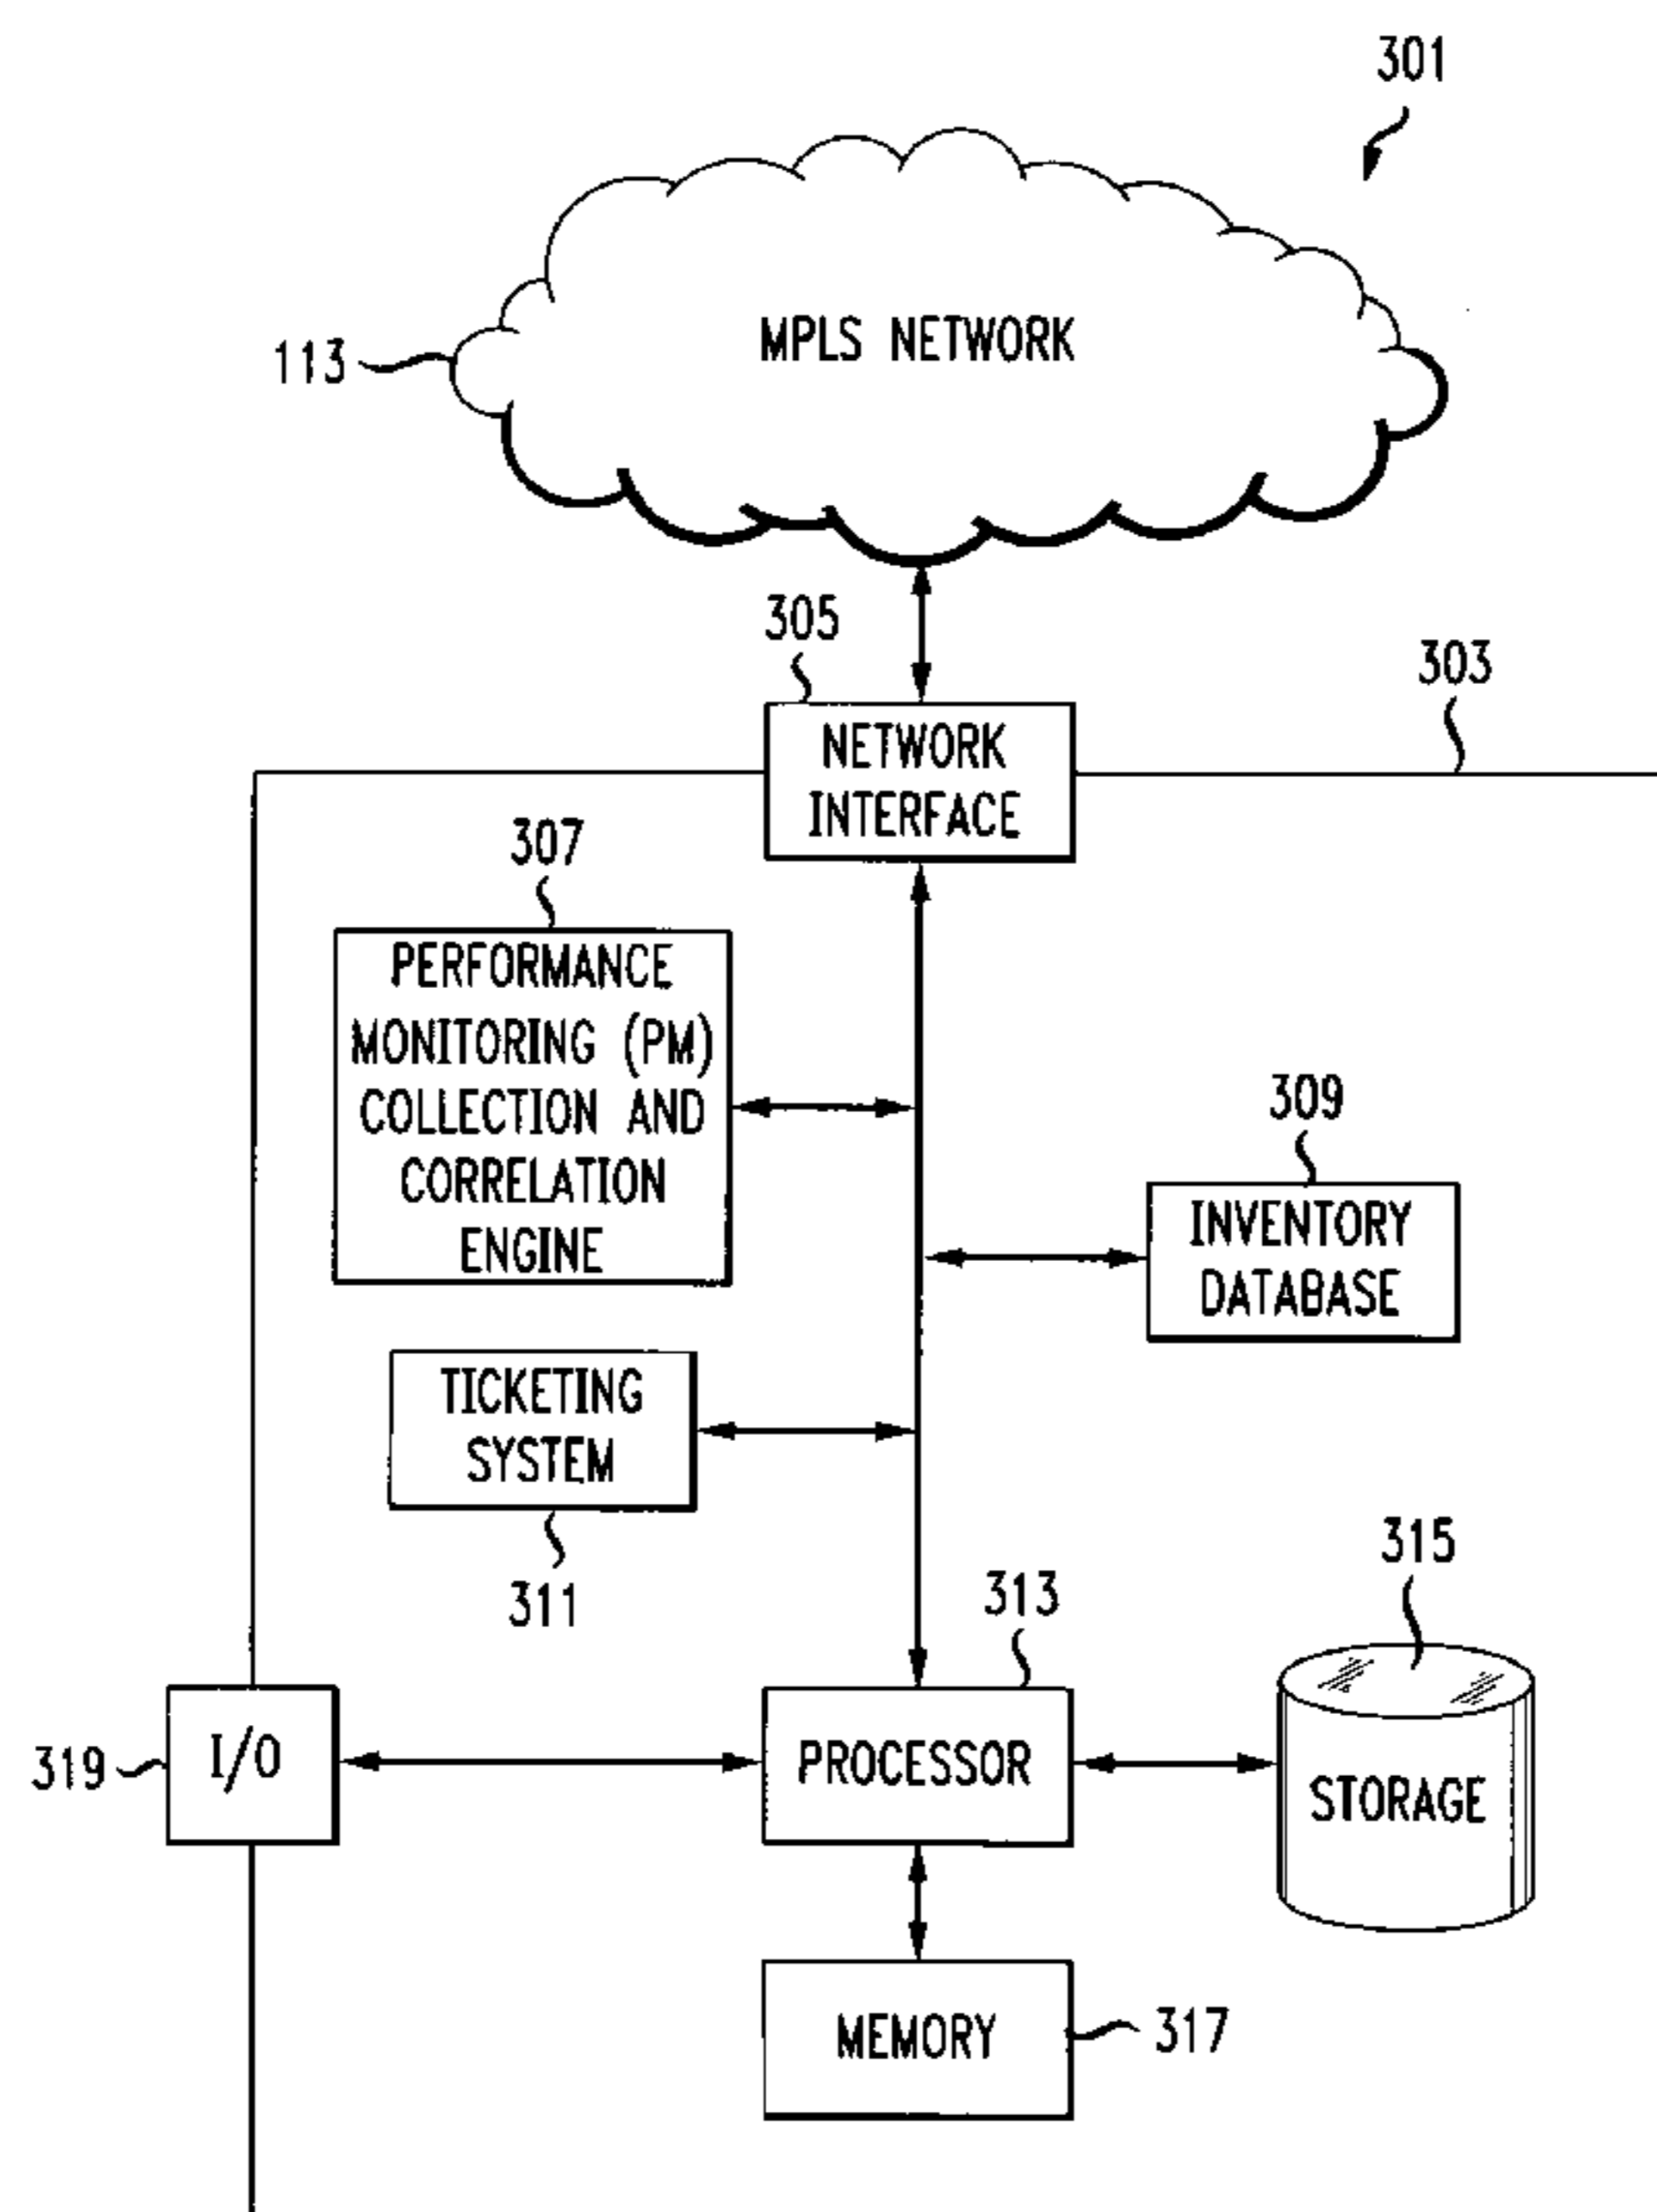 301
MPLS NETWORK
113
305
303
NETWORK
INTERFACE
307
PERFORMANCE
MONITORING (PM)
COLLECTION AND
CORRELATION
ENGINE
309
INVENTORY
DATABASE
TICKETING
SYSTEM
311
313
315
319
I/O
PROCESSOR
STORAGE
MEMORY
317